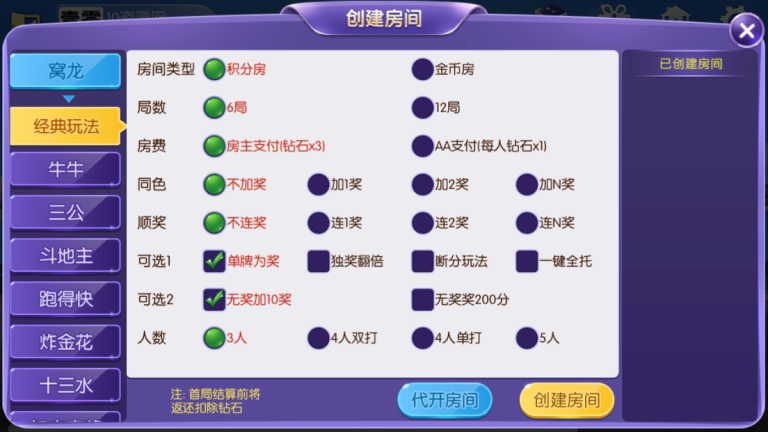 创建房间
窝龙
经典玩法
牛牛
三公
斗地主
跑得快
炸金花
十三水
房间类型 积分房 金币房
局数 6局 12局
房费 房主支付(钻石x3) AA支付(每人钻石x1)
同色 不加奖 加1奖 加2奖 加N奖
顺奖 不连奖 连1奖 连2奖 连N奖
可选1 单牌为奖 独奖翻倍 断分玩法 一键全托
可选2 无奖加10奖 无奖奖200分
人数 3人 4人双打 4人单打 5人
注: 首局结算前将
返还扣除钻石
代开房间 创建房间
已创建房间